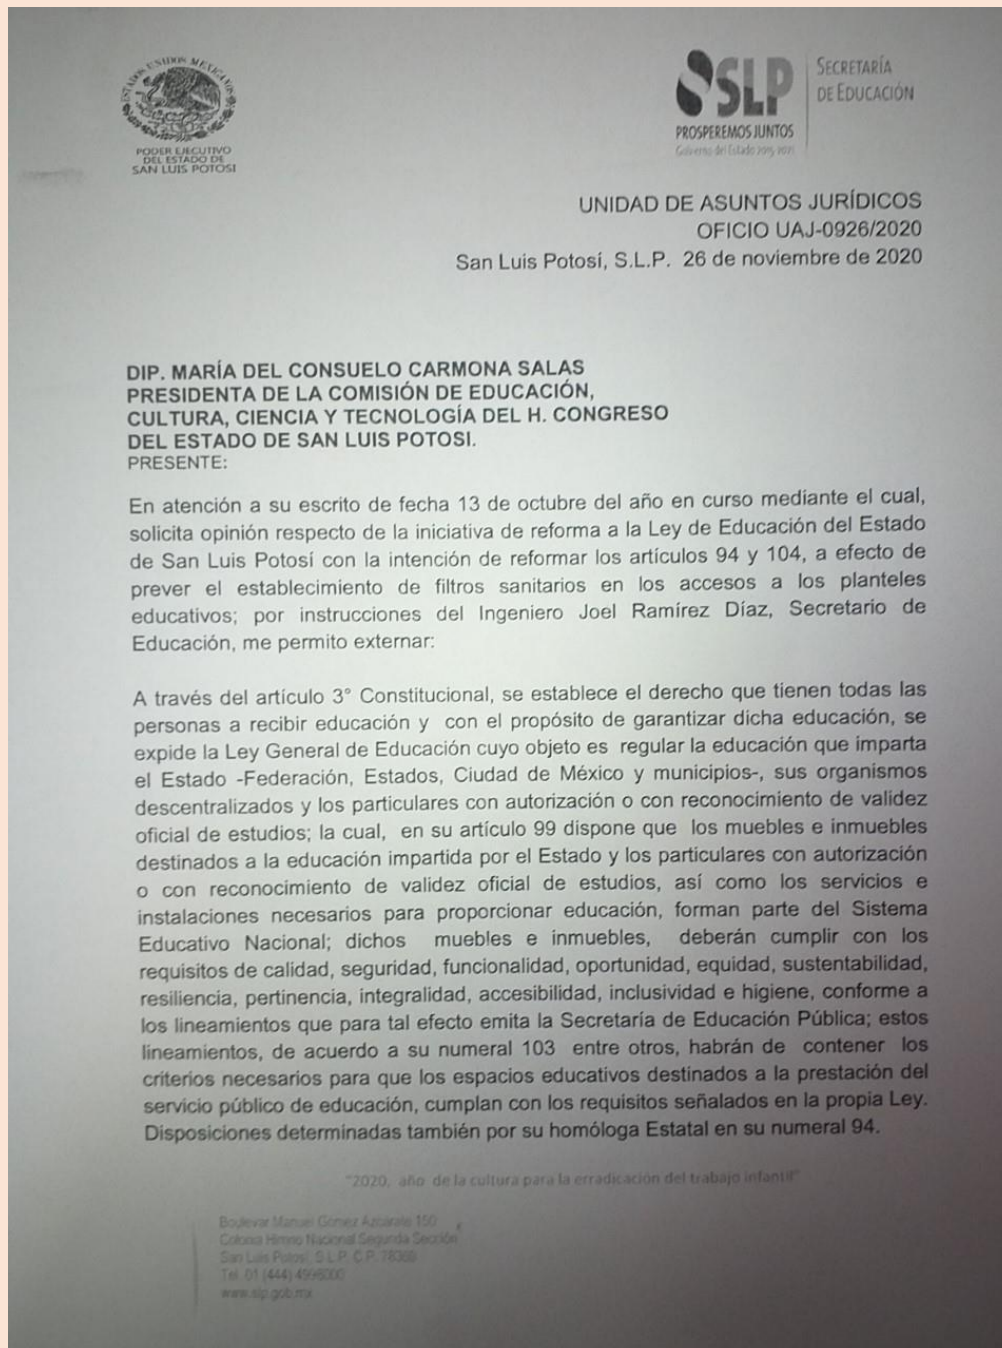 ESTADOS UNIDOS MEXICANOS
PODER EJECUTIVO
DEL ESTADO DE
SAN LUIS POTOSI
SLP
PROSPEREMOS JUNTOS
Gobierno del Estado 2015 2021
SECRETARÍA
DE EDUCACIÓN
UNIDAD DE ASUNTOS JURÍDICOS
OFICIO UAJ-0926/2020
San Luis Potosí, S.L.P. 26 de noviembre de 2020
DIP. MARÍA DEL CONSUELO CARMONA SALAS
PRESIDENTA DE LA COMISIÓN DE EDUCACIÓN,
CULTURA, CIENCIA Y TECNOLOGÍA DEL H. CONGRESO
DEL ESTADO DE SAN LUIS POTOSI.
PRESENTE:
En atención a su escrito de fecha 13 de octubre del año en curso mediante el cual,
solicita opinión respecto de la iniciativa de reforma a la Ley de Educación del Estado
de San Luis Potosí con la intención de reformar los artículos 94 y 104, a efecto de
prever el establecimiento de filtros sanitarios en los accesos a los planteles
educativos; por instrucciones del Ingeniero Joel Ramírez Díaz, Secretario de
Educación, me permito externar:
A través del artículo 3° Constitucional, se establece el derecho que tienen todas las
personas a recibir educación y con el propósito de garantizar dicha educación, se
expide la Ley General de Educación cuyo objeto es regular la educación que imparta
el Estado -Federación, Estados, Ciudad de México y municipios-, sus organismos
descentralizados y los particulares con autorización o con reconocimiento de validez
oficial de estudios; la cual, en su artículo 99 dispone que los muebles e inmuebles
destinados a la educación impartida por el Estado y los particulares con autorización
o con reconocimiento de validez oficial de estudios, así como los servicios e
instalaciones necesarios para proporcionar educación, forman parte del Sistema
Educativo Nacional; dichos muebles e inmuebles, deberán cumplir con los
requisitos de calidad, seguridad, funcionalidad, oportunidad, equidad, sustentabilidad,
resiliencia, pertinencia, integralidad, accesibilidad, inclusividad e higiene, conforme a
los lineamientos que para tal efecto emita la Secretaría de Educación Pública; estos
lineamientos, de acuerdo a su numeral 103 entre otros, habrán de contener los
criterios necesarios para que los espacios educativos destinados a la prestación del
servicio público de educación, cumplan con los requisitos señalados en la propia Ley.
Disposiciones determinadas también por su homóloga Estatal en su numeral 94.
"2020, año de la cultura para la erradicación del trabajo infantil"
Boulevar Manuel Gómez Azcárate 150
Colonia Himno Nacional Segunda Sección
San Luis Potosí, S.L.P. C.P. 78369
Tel. 01 (444) 4998000
www.slp.gob.mx